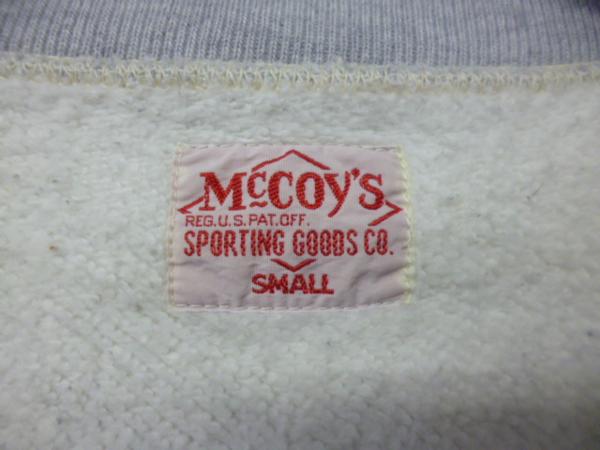 McCOY'S
REG.U.S.PAT.OFF.
SPORTING GOODS CO.
SMALL